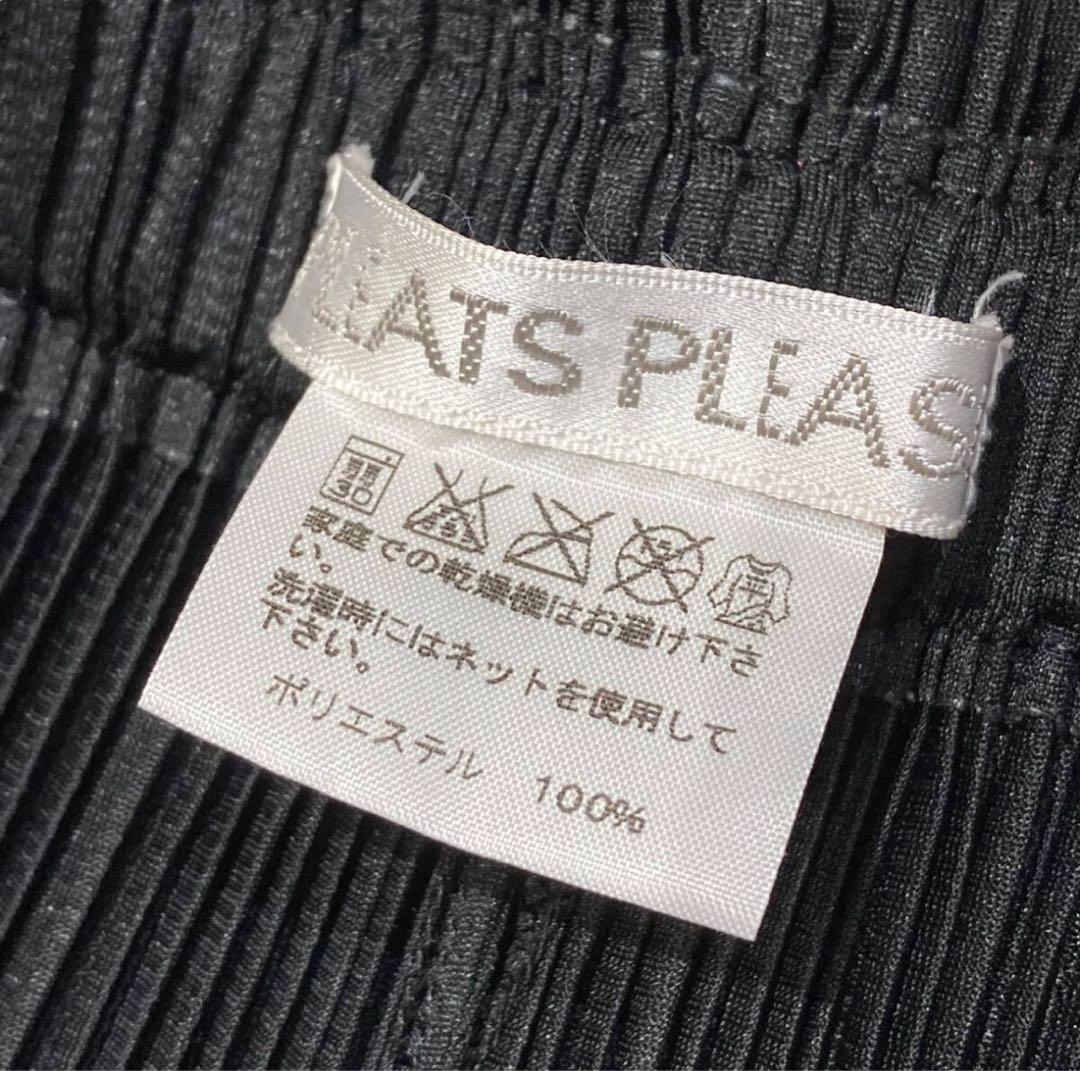 PLEATS PLEAS
家庭での乾燥機はお避け下さ
い。
洗濯時にはネットを使用して
下さい。
ポリエステル 100%